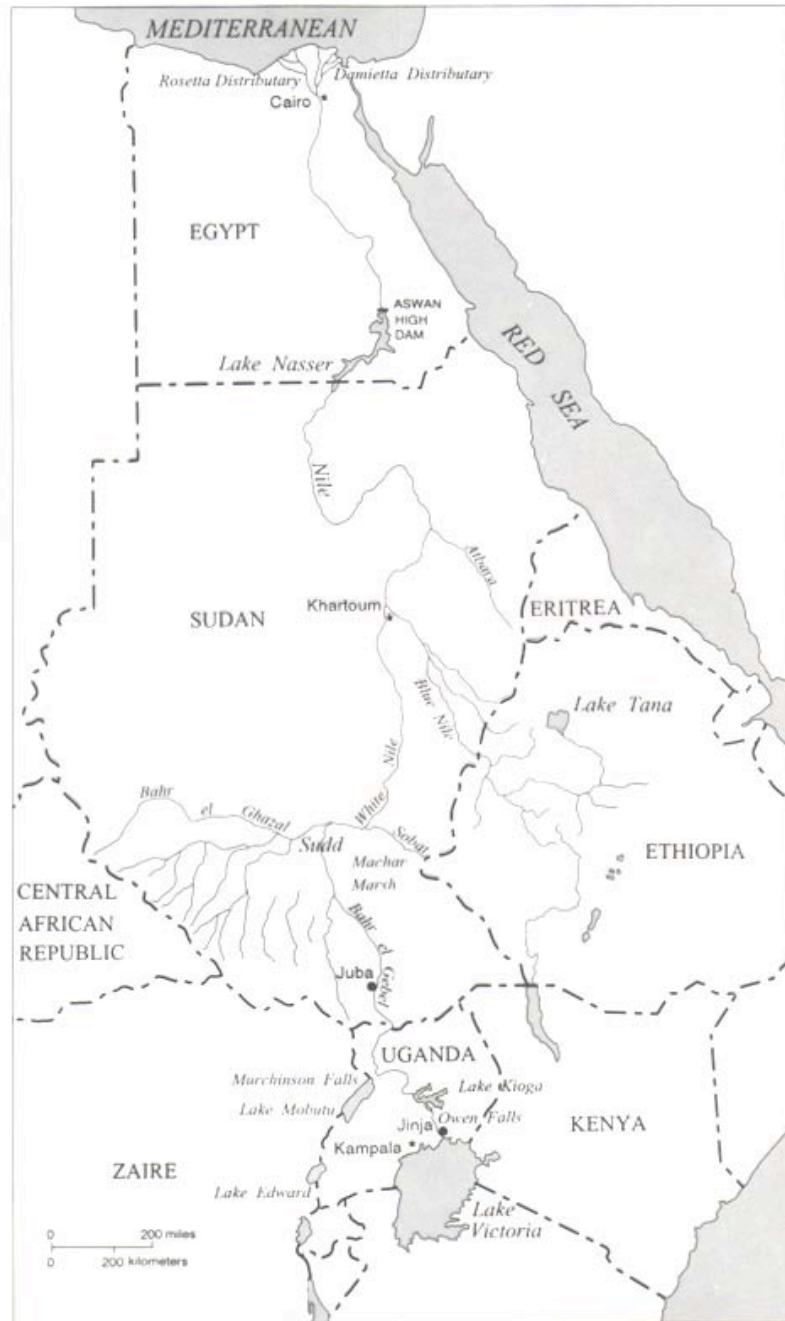 MEDITERRANEAN
Rosetta Distributary
Damietta Distributary
Cairo
EGYPT
ASWAN
HIGH
DAM
Lake Nasser
RED SEA
Nile
Atbara
Khartoum
SUDAN
ERITREA
Blue Nile
Lake Tana
White Nile
Bahr el Ghazal
Sudd
Sobat
Machar
Marsh
ETHIOPIA
CENTRAL
AFRICAN
REPUBLIC
Bahr el Gebel
Juba
UGANDA
Murchinson Falls
Lake Kioga
Lake Mobutu
Jinja
Owen Falls
KENYA
Kampala
ZAIRE
Lake Edward
Lake
Victoria
0 200 miles
0 200 kilometers